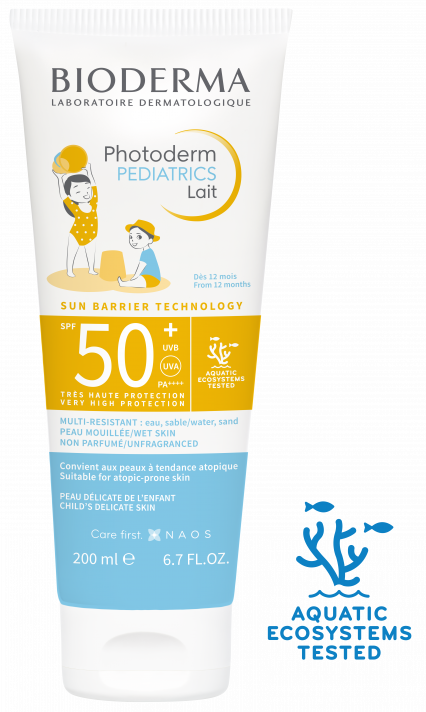 BIODERMA
LABORATOIRE DERMATOLOGIQUE
Photoderm
PEDIATRICS
Lait
Dès 12 mois
From 12 months
SUN BARRIER TECHNOLOGY
SPF 50+
UVB
UVA
PA++++
AQUATIC
ECOSYSTEMS
TESTED
TRÈS HAUTE PROTECTION
VERY HIGH PROTECTION
MULTI-RESISTANT : eau, sable/water, sand
PEAU MOUILLÉE/WET SKIN
NON PARFUMÉ/UNFRAGRANCED
Convient aux peaux à tendance atopique
Suitable for atopic-prone skin
PEAU DÉLICATE DE L'ENFANT
CHILD'S DELICATE SKIN
Care first. NAOS
200 ml ℮ 6.7 FL.OZ.
AQUATIC
ECOSYSTEMS
TESTED